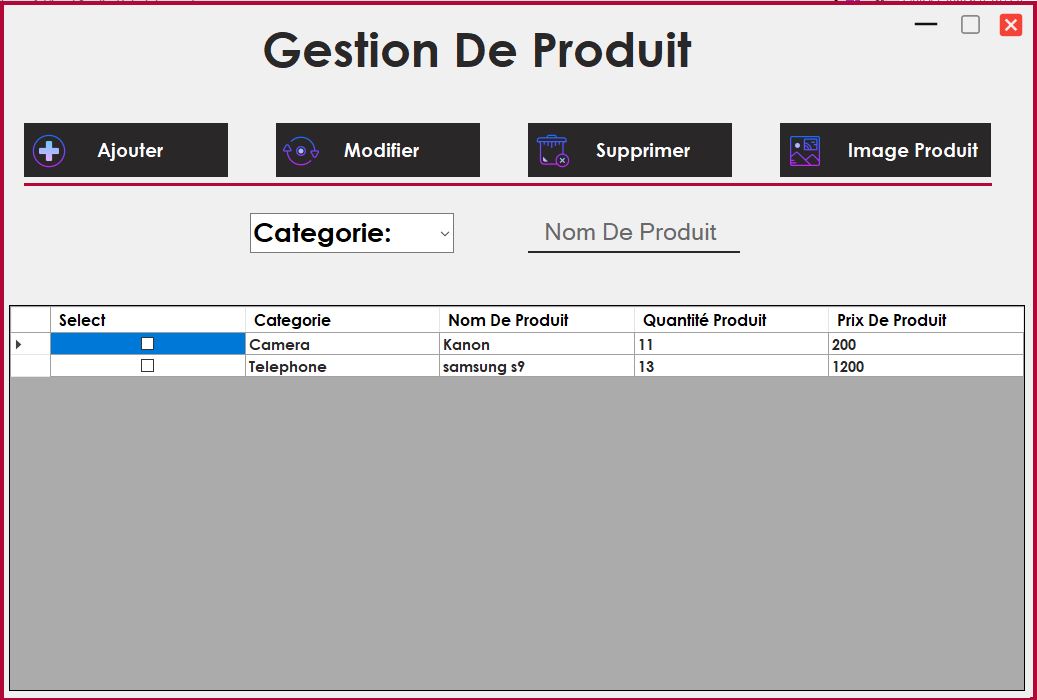 Gestion De Produit
Ajouter Modifier Supprimer Image Produit
Categorie: Nom De Produit
Select Categorie Nom De Produit Quantité Produit Prix De Produit
Camera Kanon 11 200
Telephone samsung s9 13 1200